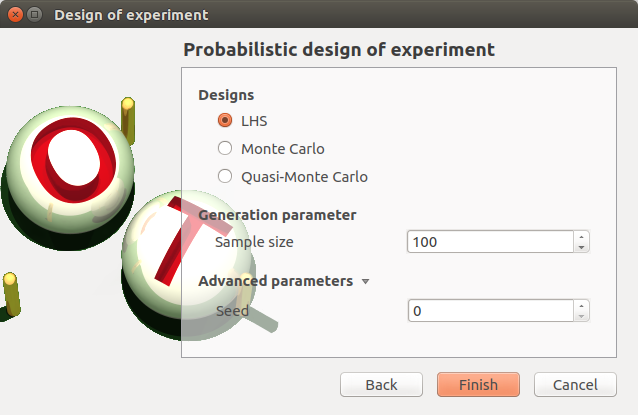 Design of experiment
Probabilistic design of experiment
Designs
LHS
Monte Carlo
Quasi-Monte Carlo
Generation parameter
Sample size 100
Advanced parameters
Seed 0
Back Finish Cancel
O
T